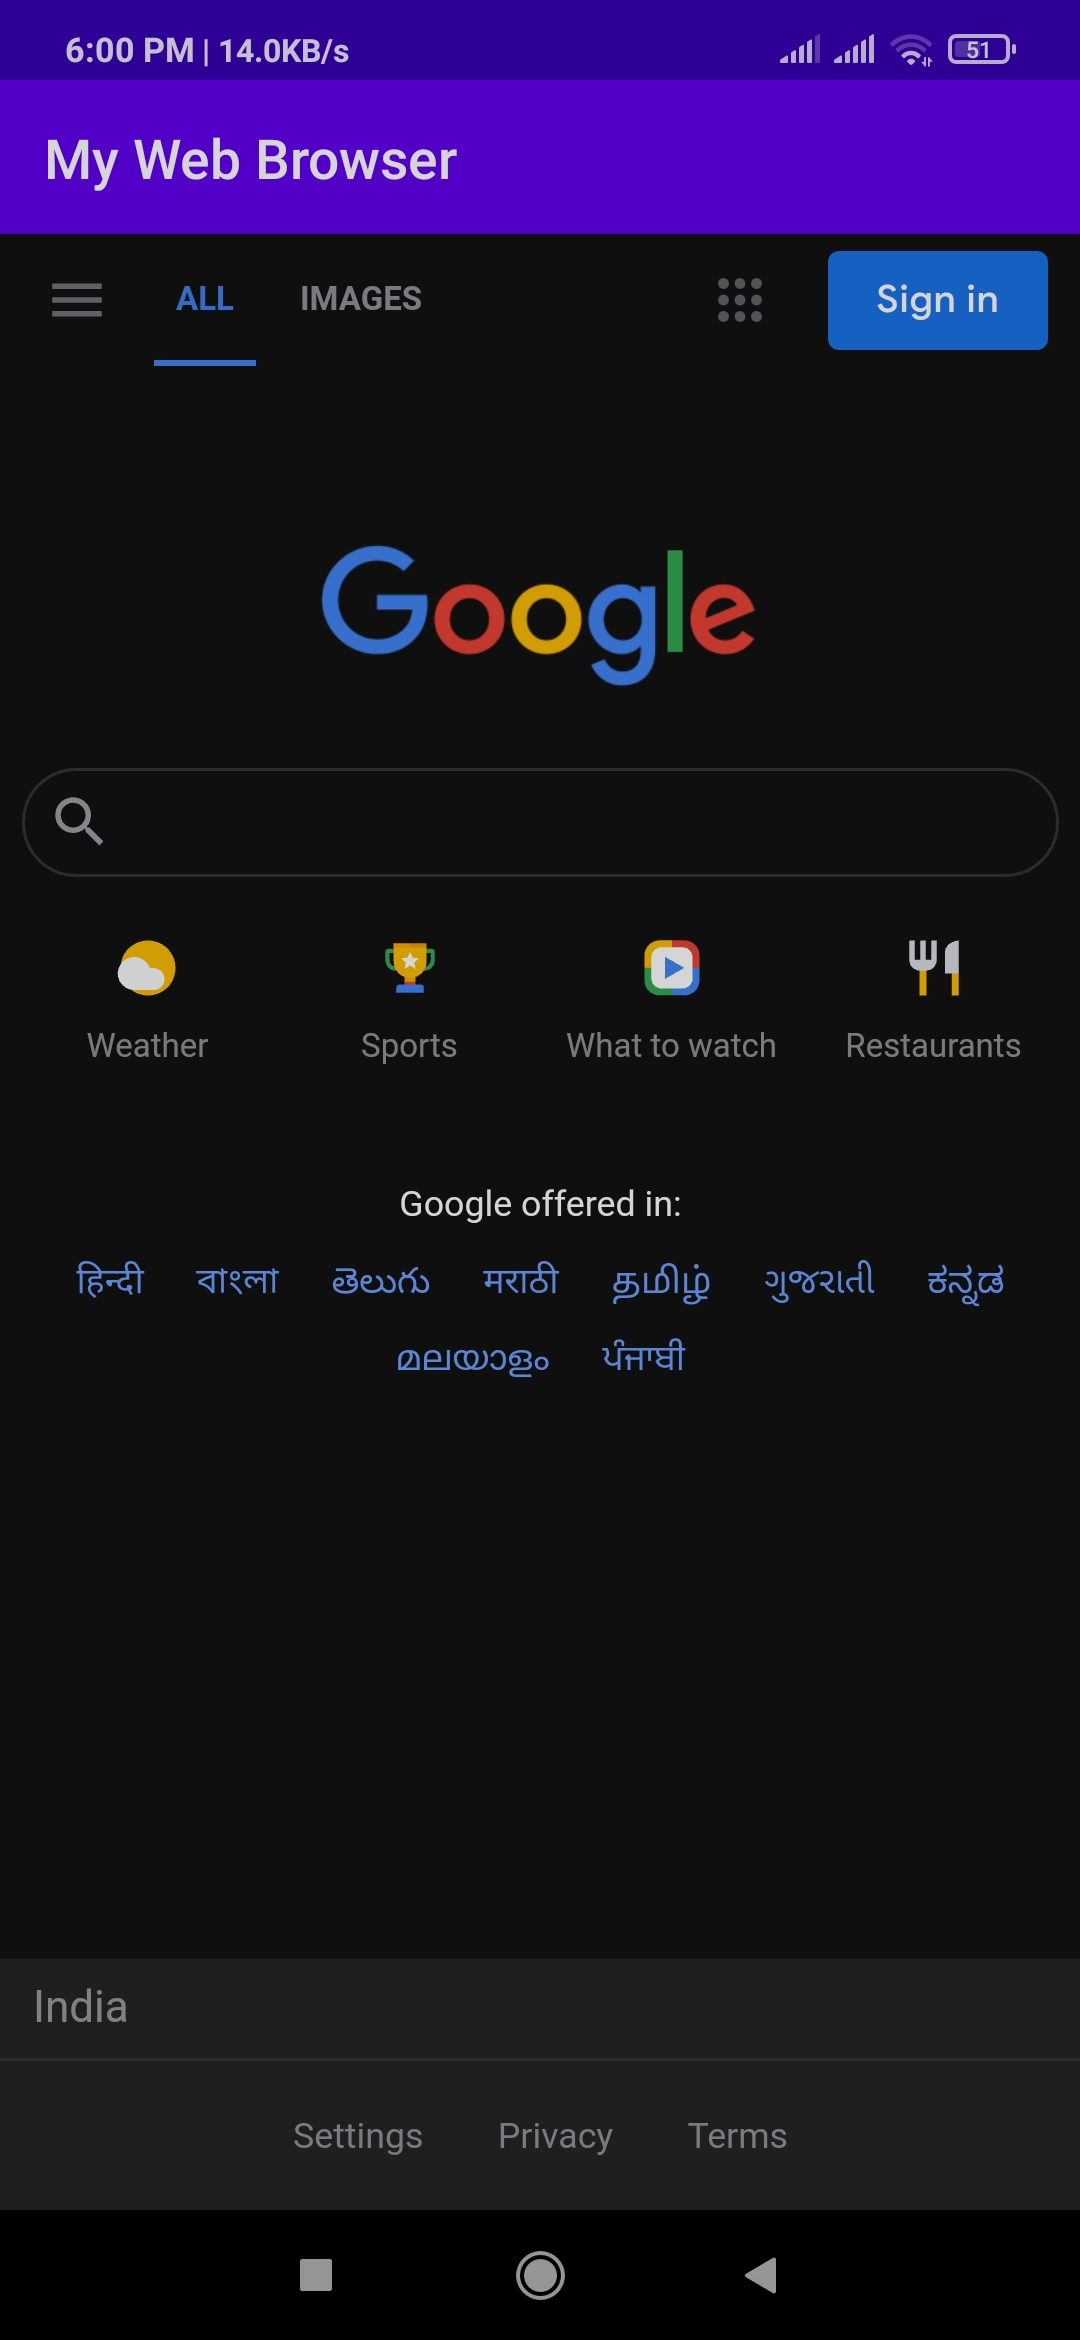 6:00 PM | 14.0KB/s 51
My Web Browser
ALL IMAGES Sign in
Google
Weather Sports What to watch Restaurants
Google offered in:
हिन्दी বাংলা తెలుగు मराठी தமிழ் ગુજરાતી ಕನ್ನಡ
മലയാളം ਪੰਜਾਬੀ
India
Settings Privacy Terms